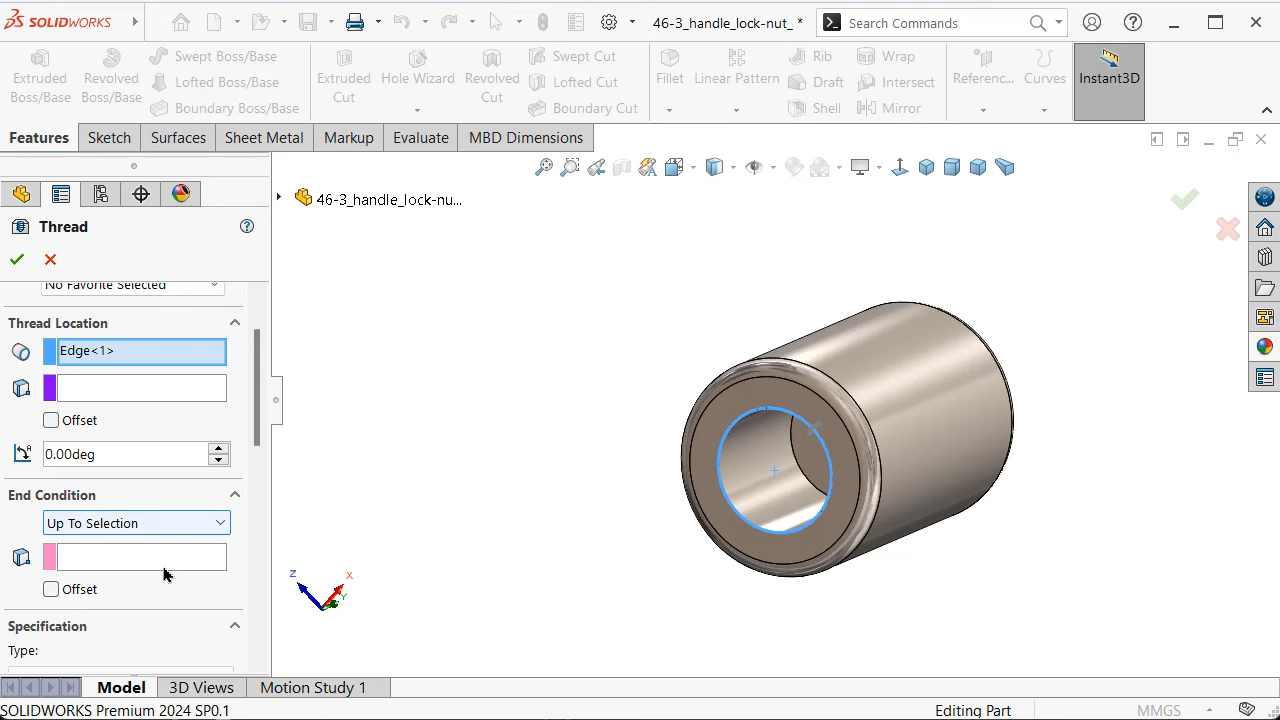 SOLIDWORKS
46-3_handle_lock-nut_ *
Search Commands
Extruded Boss/Base
Revolved Boss/Base
Swept Boss/Base
Lofted Boss/Base
Boundary Boss/Base
Extruded Cut
Hole Wizard
Revolved Cut
Swept Cut
Lofted Cut
Boundary Cut
Fillet
Linear Pattern
Rib
Draft
Shell
Wrap
Intersect
Mirror
Referenc...
Curves
Instant3D
Features
Sketch
Surfaces
Sheet Metal
Markup
Evaluate
MBD Dimensions
46-3_handle_lock-nu...
Thread
No Favorite Selected
Thread Location
Edge<1>
Offset
0.00deg
End Condition
Up To Selection
Offset
Specification
Type:
Z
X
Y
Model
3D Views
Motion Study 1
SOLIDWORKS Premium 2024 SP0.1
Editing Part
MMGS